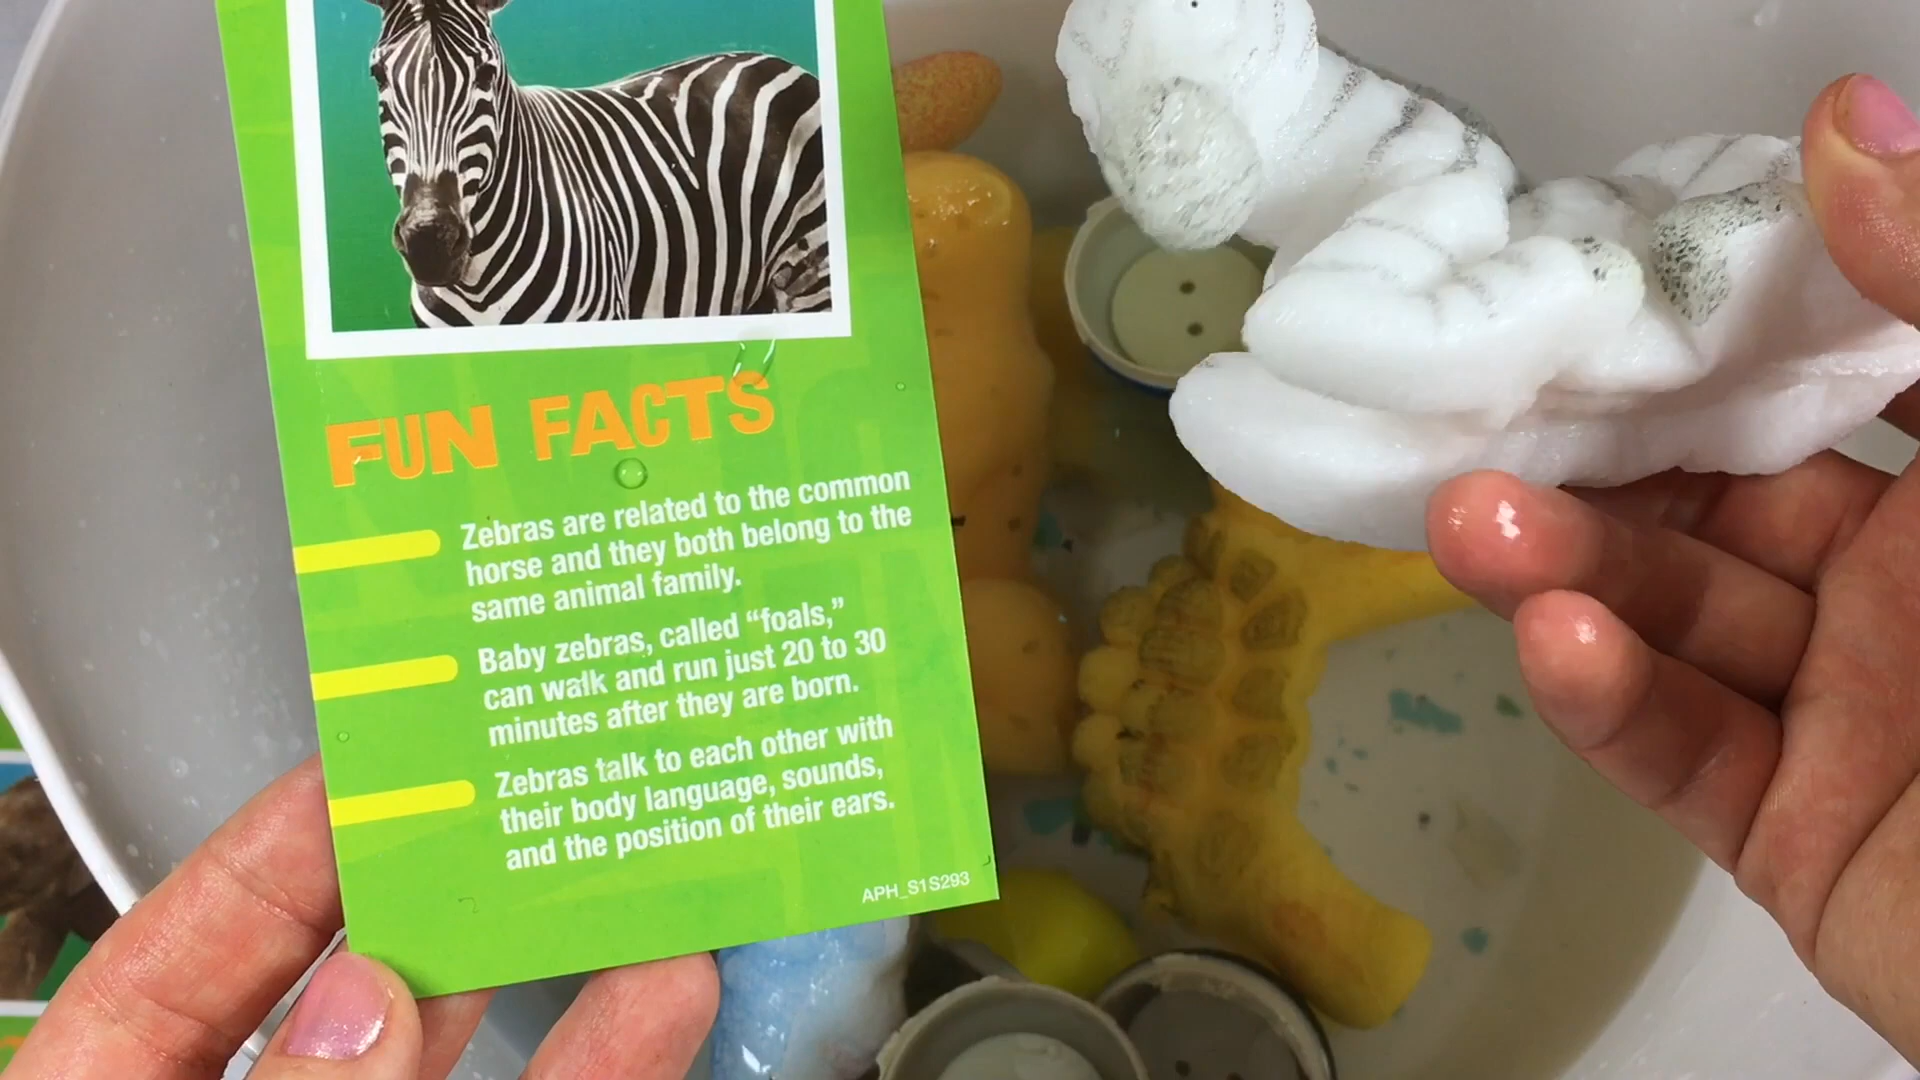 FUN FACTS
Zebras are related to the common
horse and they both belong to the
same animal family.
Baby zebras, called “foals,”
can walk and run just 20 to 30
minutes after they are born.
Zebras talk to each other with
their body language, sounds,
and the position of their ears.
APH_S1S293